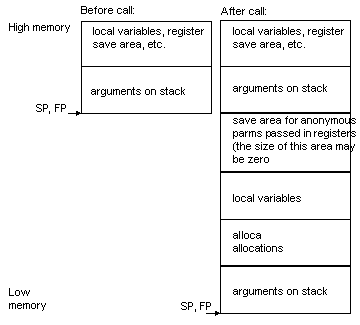 Before call:
After call:
High memory
local variables, register
save area, etc.
local variables, register
save area, etc.
arguments on stack
arguments on stack
SP, FP
save area for anonymous
parms passed in registers
(the size of this area may
be zero
local variables
alloca
allocations
Low
memory
arguments on stack
SP, FP